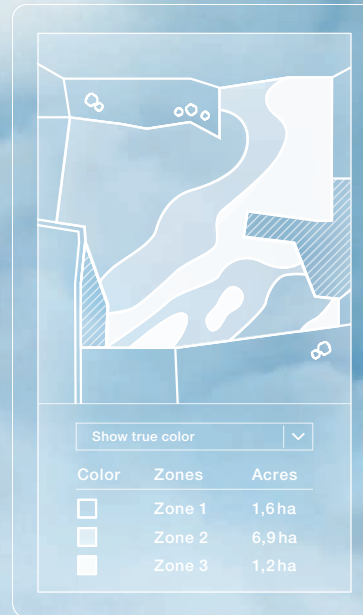 Show true color
Color Zones Acres
Zone 1 1,6 ha
Zone 2 6,9 ha
Zone 3 1,2 ha